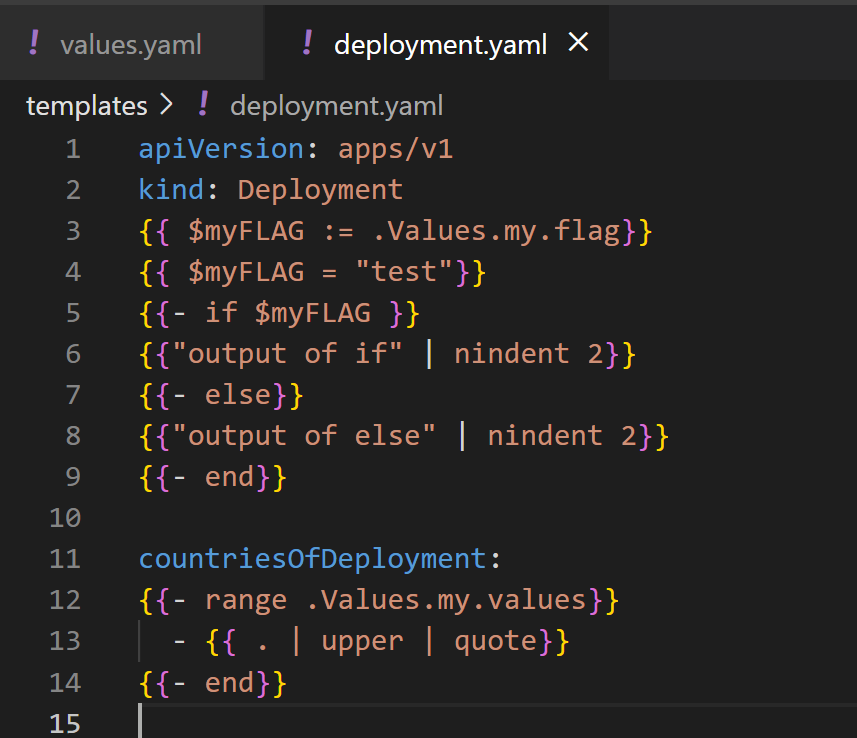 ! values.yaml ! deployment.yaml ×
templates > ! deployment.yaml
1 apiVersion: apps/v1
2 kind: Deployment
3 {{ $myFLAG := .Values.my.flag}}
4 {{ $myFLAG = "test"}}
5 {{- if $myFLAG }}
6 {{"output of if" | nindent 2}}
7 {{- else}}
8 {{"output of else" | nindent 2}}
9 {{- end}}
10
11 countriesOfDeployment:
12 {{- range .Values.my.values}}
13   - {{ . | upper | quote}}
14 {{- end}}
15